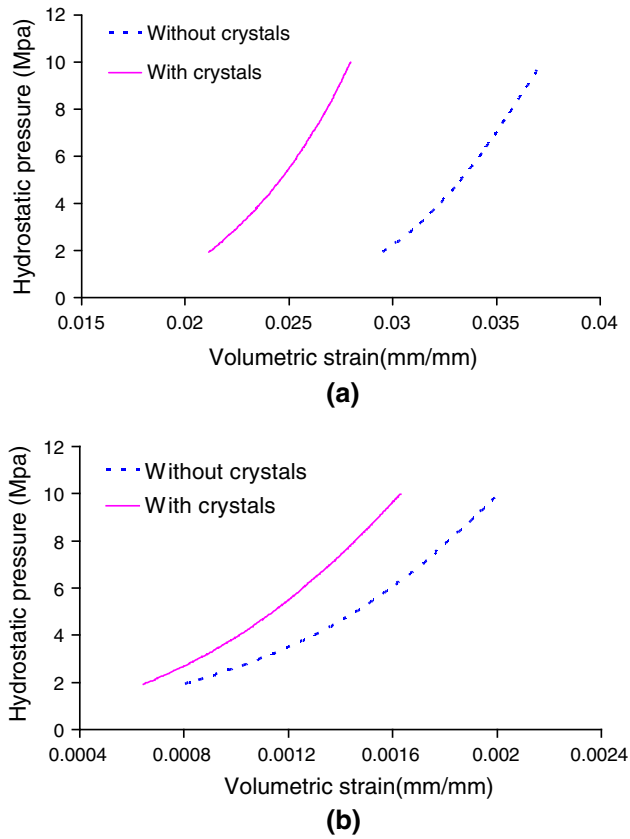 Hydrostatic pressure (Mpa)
12
10
8
6
4
2
0
Without crystals
With crystals
0.015
0.02
0.025
0.03
0.035
0.04
Volumetric strain(mm/mm)
(a)
Hydrostatic pressure (Mpa)
12
10
8
6
4
2
0
Without crystals
With crystals
0.0004
0.0008
0.0012
0.0016
0.002
0.0024
Volumetric strain(mm/mm)
(b)